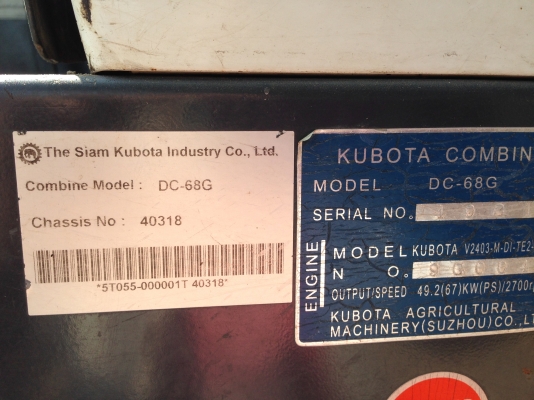 The Siam Kubota Industry Co., Ltd.
Combine Model : DC-68G
Chassis No : 40318
*5T055-000001T 40318*
KUBOTA COMBIN
MODEL DC-68G
SERIAL NO.
ENGINE
MODEL KUBOTA V2403-M-DI-TE2-
N O.
OUTPUT/SPEED 49.2(67)KW(PS)/2700r
KUBOTA AGRICULTURAL
MACHINERY(SUZHOU)CO.,LT